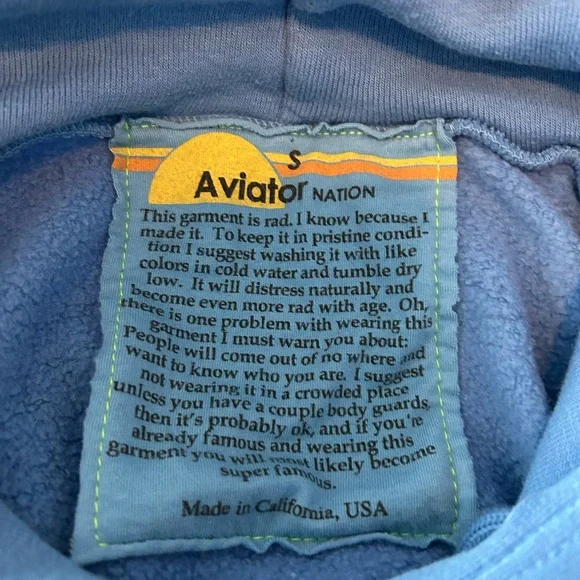 S
Aviator NATION
This garment is rad. I know because I
made it. To keep it in pristine condi-
tion I suggest washing it with like
colors in cold water and tumble dry
low. It will distress naturally and
become even more rad with age. Oh,
there is one problem with wearing this
garment I must warn you about:
People will come out of no where and
want to know who you are. I suggest
not wearing it in a crowded place
unless you have a couple body guards,
then it's probably ok, and if you're
already famous and wearing this
garment you will most likely become
super famous.
Made in California, USA